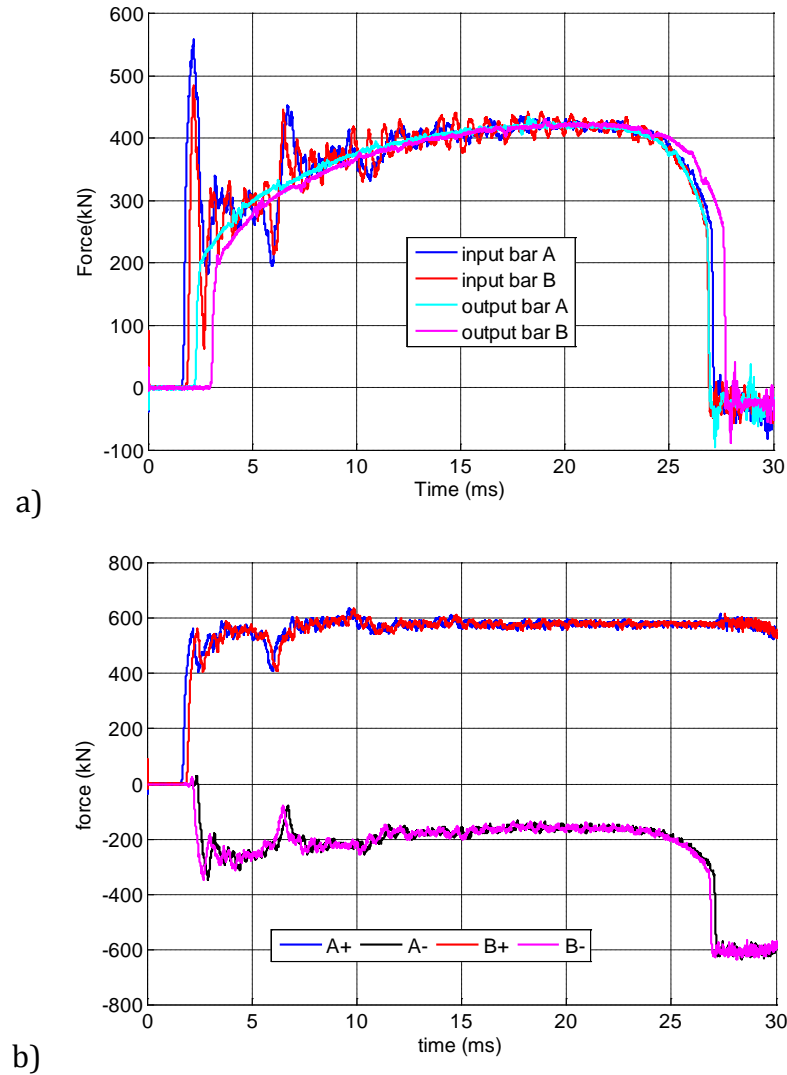 600
500
400
300
200
100
0
-100
Force(kN)
input bar A
input bar B
output bar A
output bar B
0 5 10 15 20 25 30
Time (ms)
a)
800
600
400
200
0
-200
-400
-600
-800
force (kN)
A+ A- B+ B-
0 5 10 15 20 25 30
time (ms)
b)